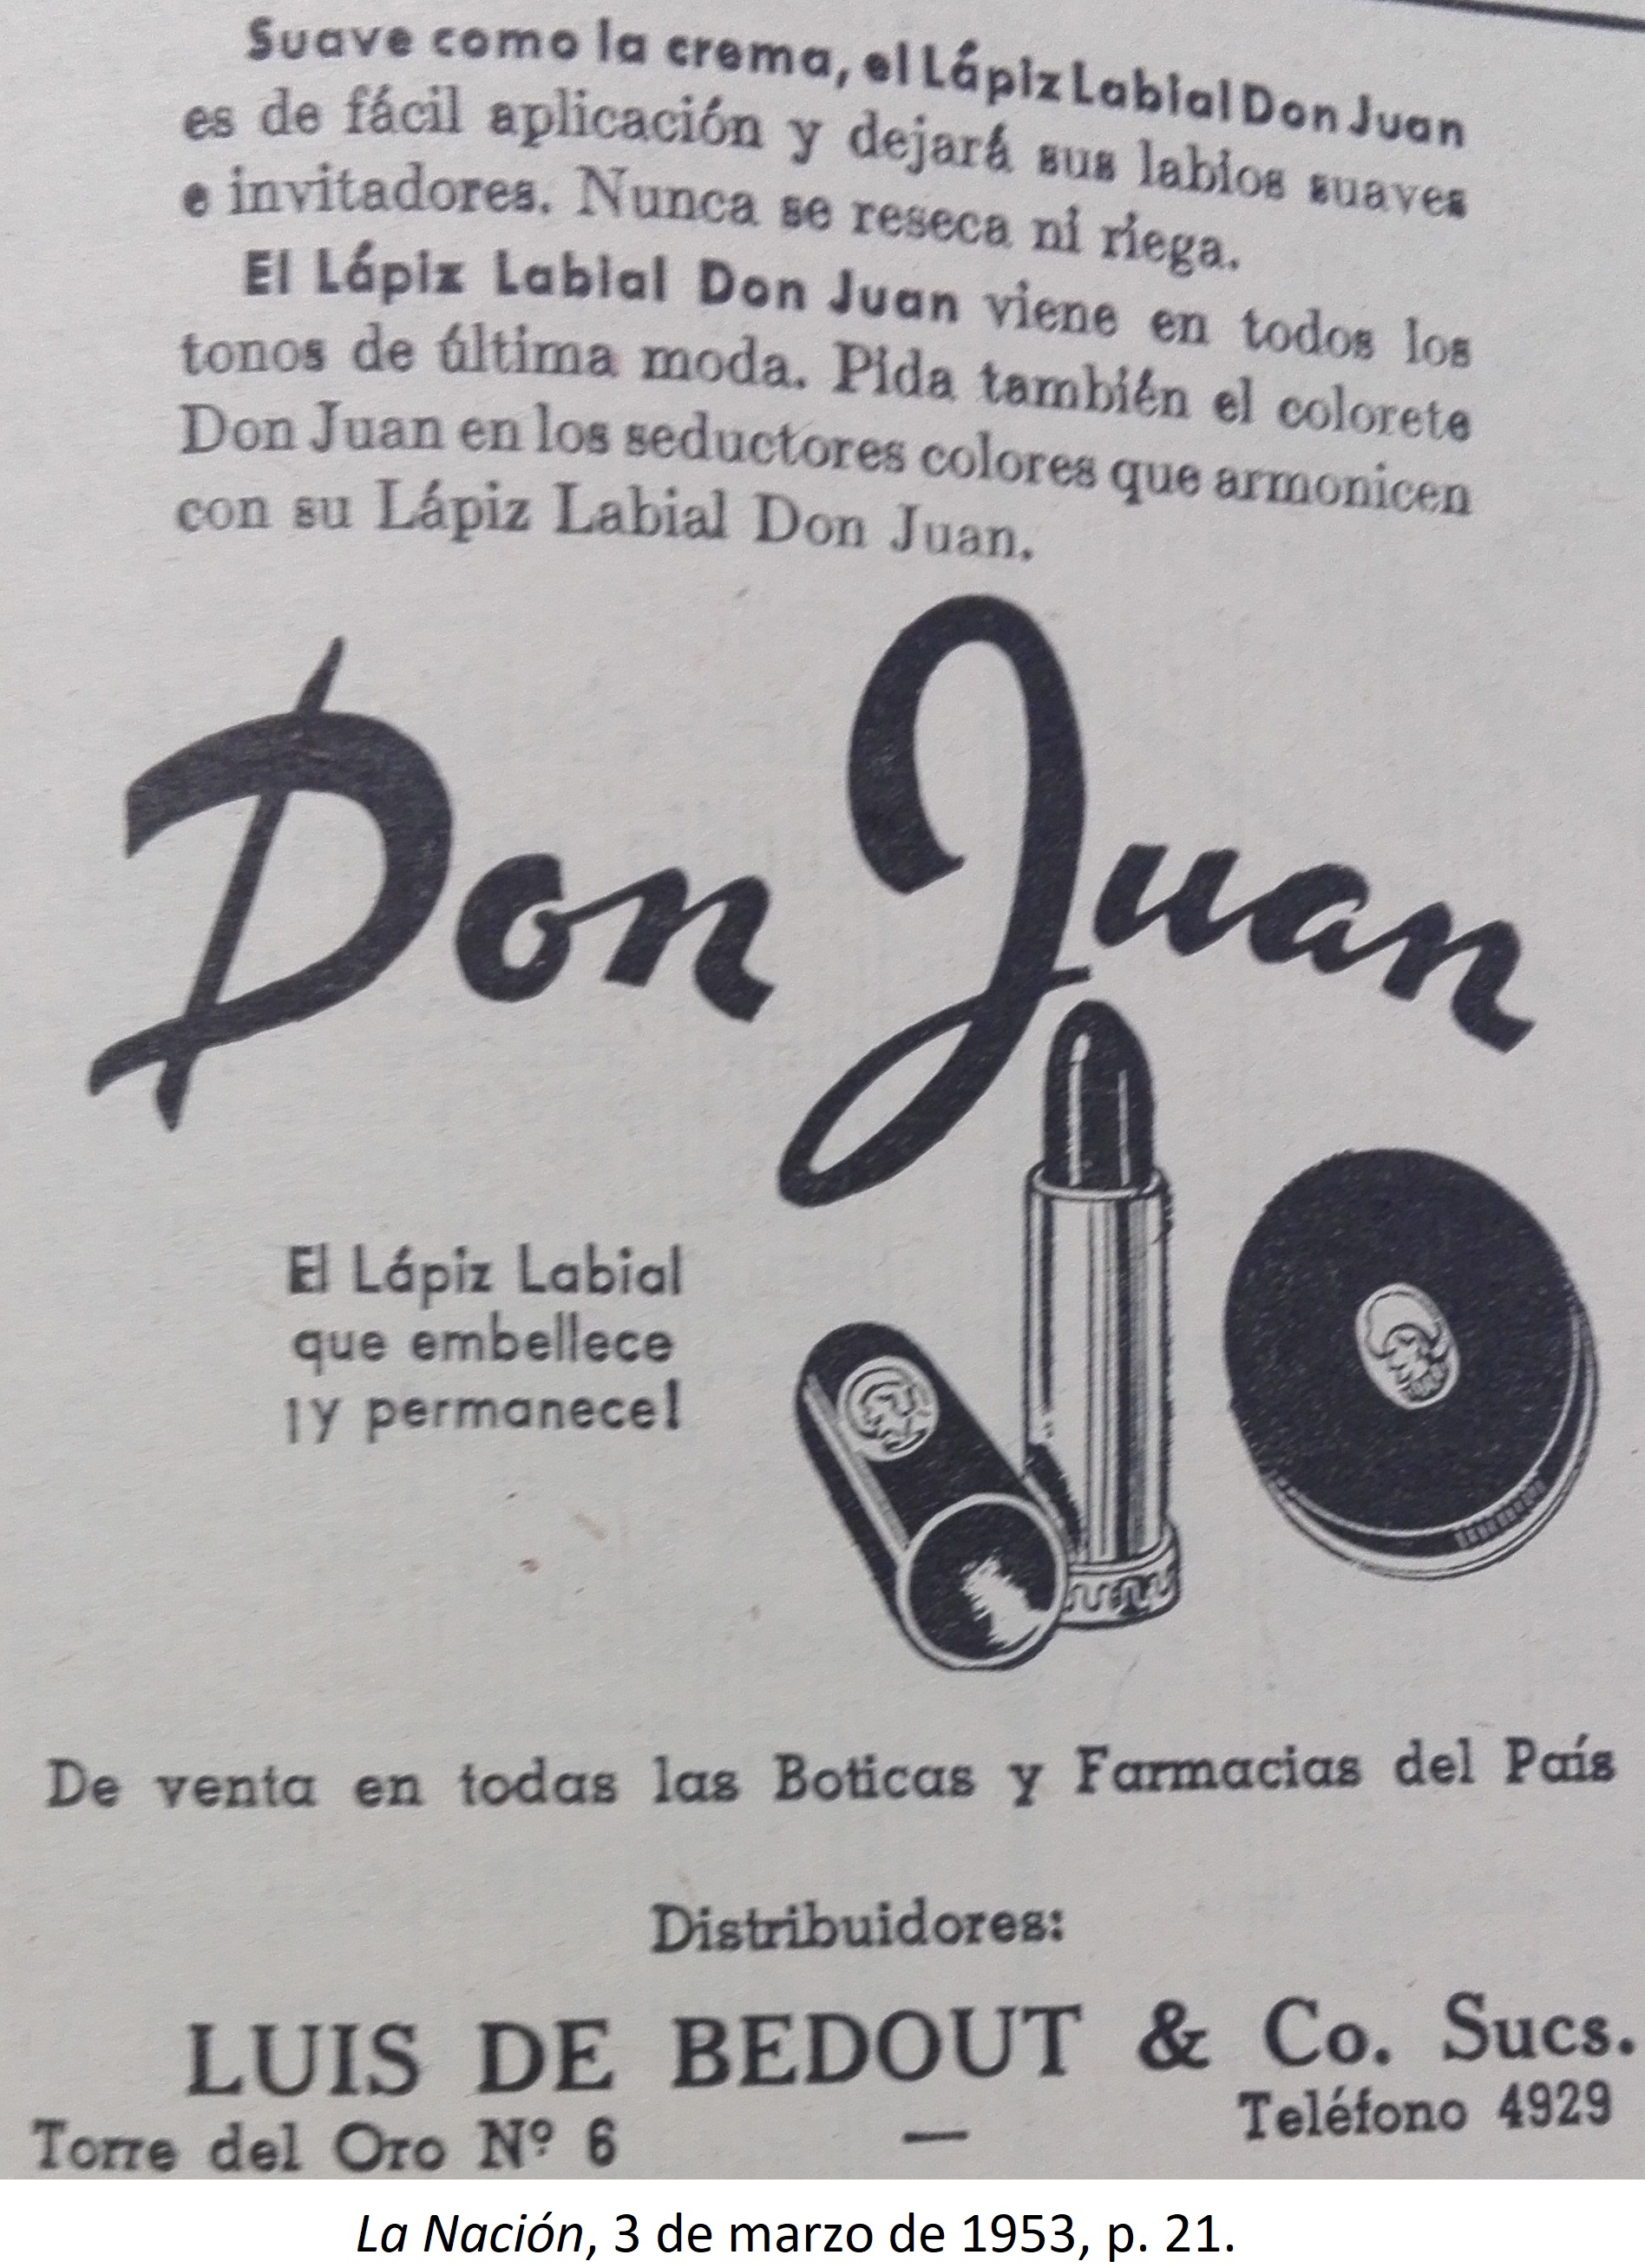 Suave como la crema, el Lápiz Labial Don Juan
es de fácil aplicación y dejará sus labios suaves
e invitadores. Nunca se reseca ni riega.
El Lápiz Labial Don Juan viene en todos los
tonos de última moda. Pida también el colorete
Don Juan en los seductores colores que armonicen
con su Lápiz Labial Don Juan.
Don Juan
El Lápiz Labial
que embellece
¡y permanece!
De venta en todas las Boticas y Farmacias del País
Distribuidores:
LUIS DE BEDOUT & Co. Sucs.
Torre del Oro Nº 6 — Teléfono 4929
La Nación, 3 de marzo de 1953, p. 21.